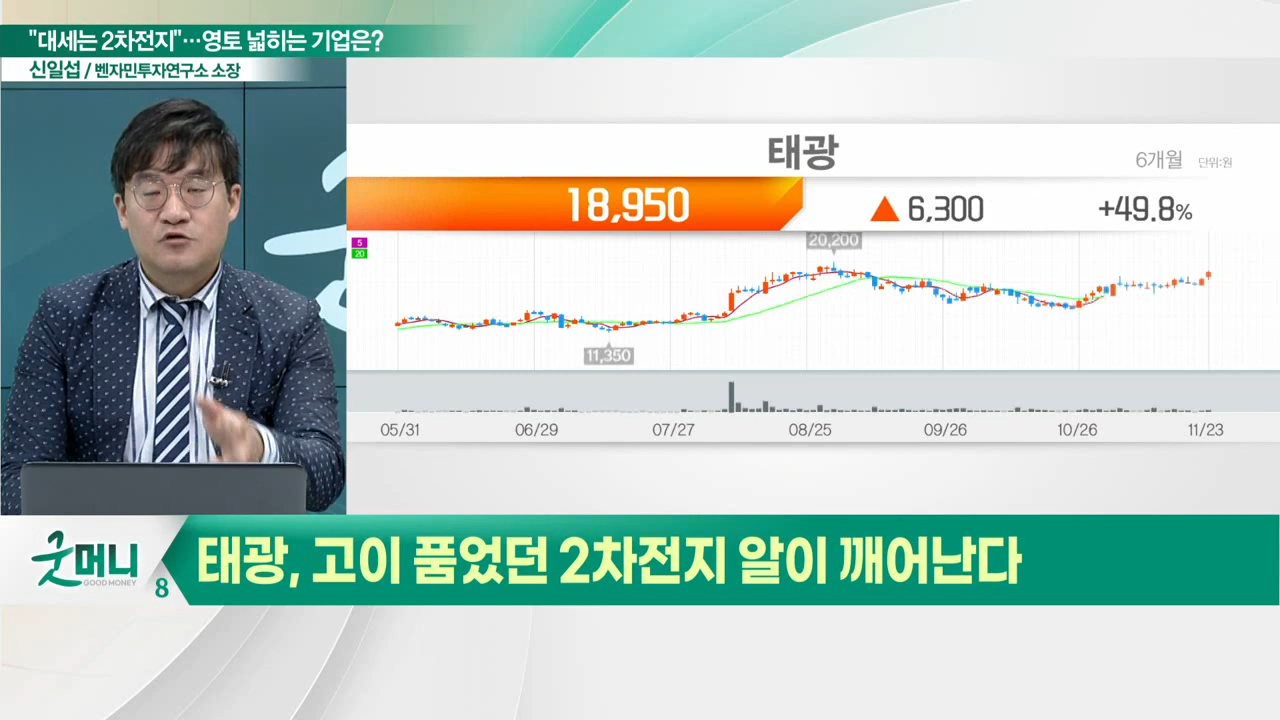 "대세는 2차전지"…영토 넓히는 기업은?
신일섭 / 벤자민투자연구소 소장
태광
6개월 단위:원
18,950 ▲ 6,300 +49.8%
5
20
20,200
11,350
05/31 06/29 07/27 08/25 09/26 10/26 11/23
굿머니
GOOD MONEY
8
태광, 고이 품었던 2차전지 알이 깨어난다